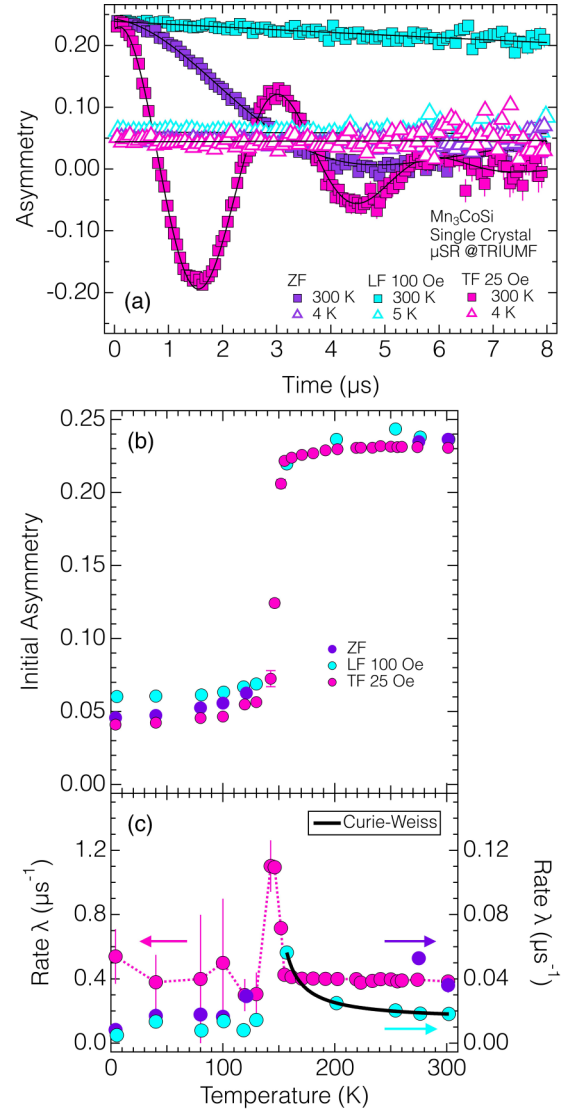 0.20
0.10
0.00
-0.10
-0.20
Asymmetry
Mn₃CoSi
Single Crystal
μSR @TRIUMF
(a)
ZF LF 100 Oe TF 25 Oe
300 K 300 K 300 K
4 K 5 K 4 K
0 1 2 3 4 5 6 7 8
Time (μs)
0.25
(b)
0.20
0.15
0.10
0.05
0.00
Initial Asymmetry
ZF
LF 100 Oe
TF 25 Oe
(c)
Curie-Weiss
1.2
0.8
0.4
0.0
Rate λ (μs⁻¹)
0.12
0.08
0.04
0.00
Rate λ (μs⁻¹)
0 50 100 150 200 250 300
Temperature (K)